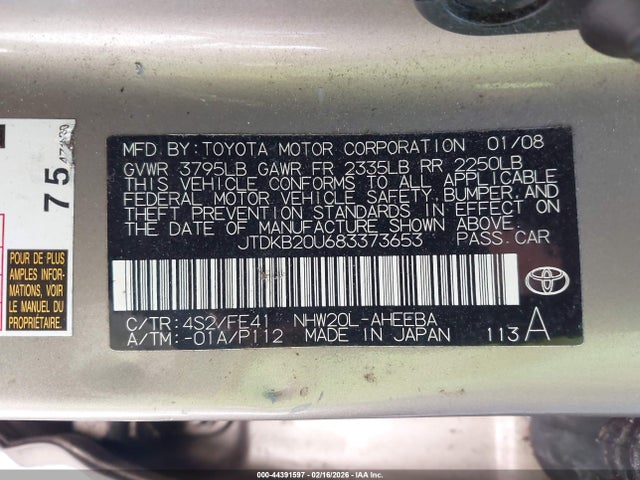 MFD. BY: TOYOTA MOTOR CORPORATION 01/08
GVWR 3795LB GAWR FR 2335LB RR 2250LB
THIS VEHICLE CONFORMS TO ALL APPLICABLE
FEDERAL MOTOR VEHICLE SAFETY, BUMPER, AND
THEFT PREVENTION STANDARDS IN EFFECT ON
THE DATE OF MANUFACTURE SHOWN ABOVE.
JTDKB20U683373653 PASS. CAR
C/TR: 4S2/FE41 NHW20L-AHEEBA
A/TM: -01A/P112 MADE IN JAPAN 113 A
75
POUR DE PLUS
AMPLES INFOR-
MATIONS, VOIR
LE MANUEL DU
PROPRIÉTAIRE.
000-44391597 - 02/16/2026 - IAA Inc.